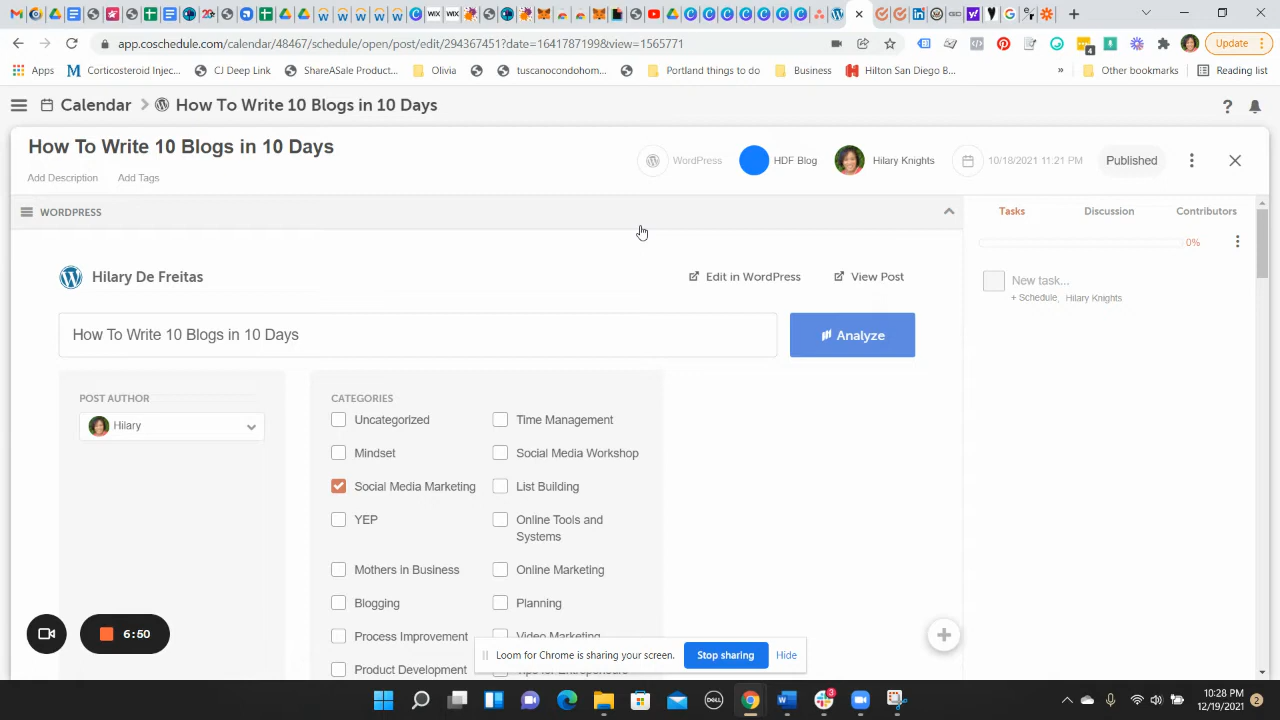 Update
app.coschedule.com/calendar/48467/schedule/open/post/edit/29436714?date=1641787199&view=1565771
Apps
Corticosteroid Injec...
CJ Deep Link
ShareASale Product...
Olivia
tuscanocondohom...
Portland things to do
Business
Hilton San Diego B...
»
Other bookmarks
Reading list
Calendar > How To Write 10 Blogs in 10 Days
How To Write 10 Blogs in 10 Days
WordPress
HDF Blog
Hilary Knights
10/18/2021 11:21 PM
Published
Add Description
Add Tags
WORDPRESS
Tasks
Discussion
Contributors
0%
Hilary De Freitas
Edit in WordPress
View Post
New task...
+ Schedule, Hilary Knights
How To Write 10 Blogs in 10 Days
Analyze
POST AUTHOR
Hilary
CATEGORIES
Uncategorized
Time Management
Mindset
Social Media Workshop
Social Media Marketing
List Building
YEP
Online Tools and
Systems
Mothers in Business
Online Marketing
Blogging
Planning
Process Improvement
Video Marketing
Product Development
6:50
Loom for Chrome is sharing your screen.
Stop sharing
Hide
10:28 PM
12/19/2021